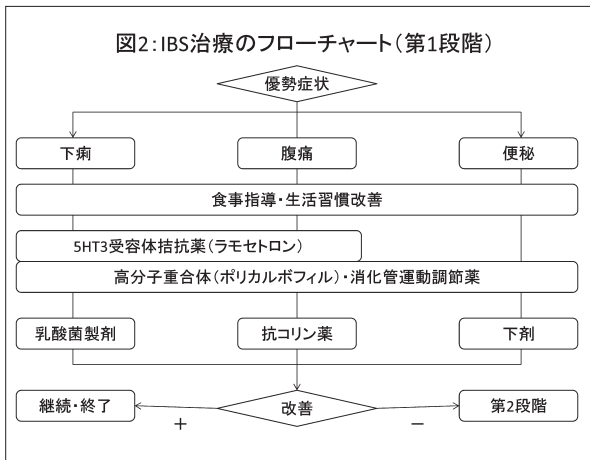 図2:IBS治療のフローチャート(第1段階)
優勢症状
下痢
腹痛
便秘
食事指導・生活習慣改善
5HT3受容体拮抗薬(ラモセトロン)
高分子重合体(ポリカルボフィル)・消化管運動調節薬
乳酸菌製剤
抗コリン薬
下剤
継続・終了
改善
第2段階
＋
－